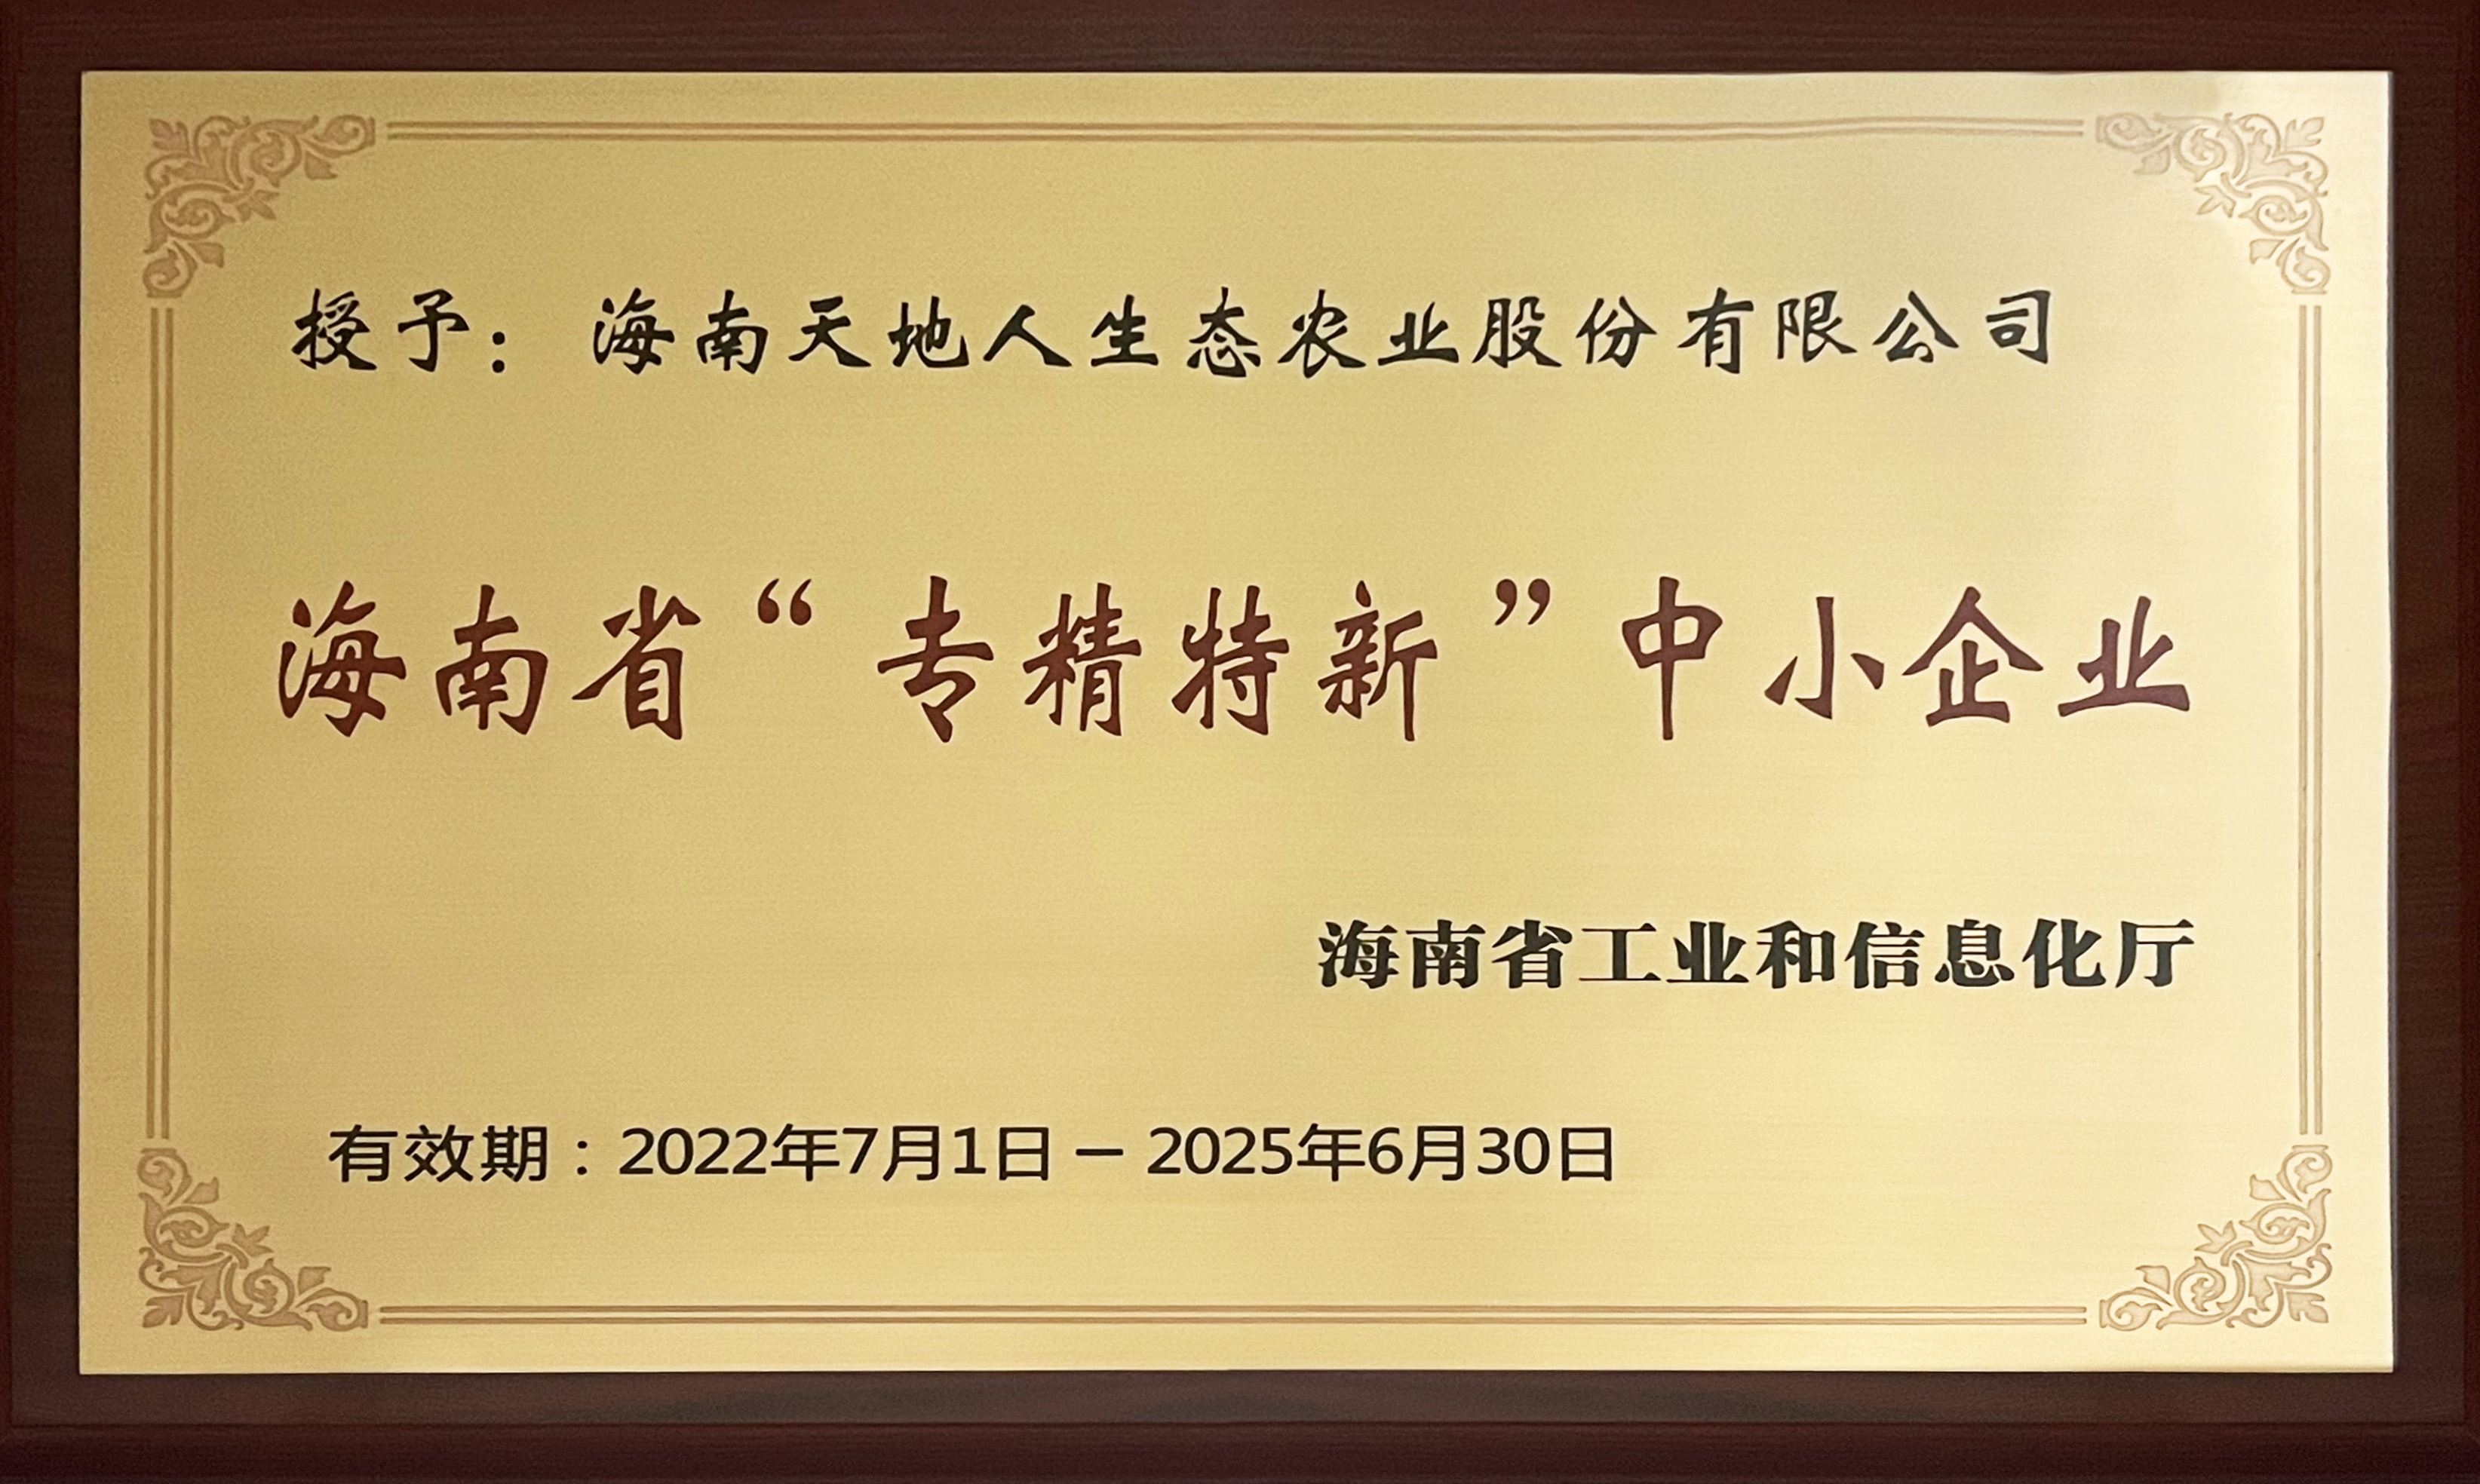 授予：海南天地人生态农业股份有限公司
海南省“专精特新”中小企业
海南省工业和信息化厅
有效期：2022年7月1日－2025年6月30日